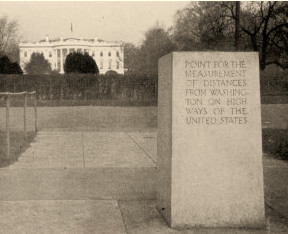 POINT FOR THE
MEASUREMENT
OF DISTANCES
FROM WASHING-
TON ON HIGH
WAYS OF THE
UNITED STATES